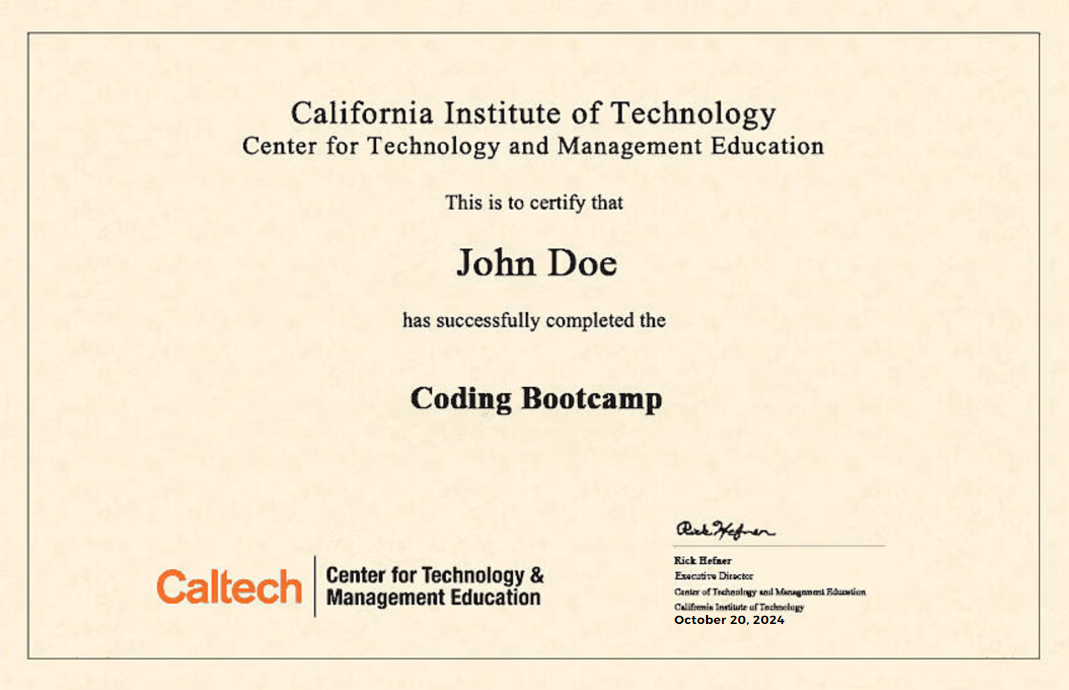 California Institute of Technology
Center for Technology and Management Education
This is to certify that
John Doe
has successfully completed the
Coding Bootcamp
Rick Hefner
Caltech
Center for Technology &
Management Education
Rick Hefner
Executive Director
Center of Technology and Management Education
California Institute of Technology
October 20, 2024